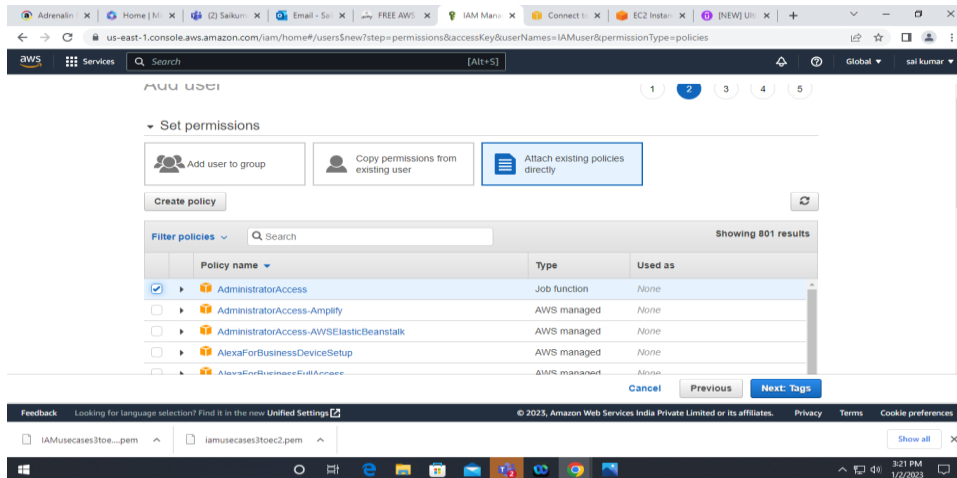 Adrenalin
Home | Mi
(2) Saikum
Email - Sai
FREE AWS
IAM Mana
Connect to
EC2 Instan
[NEW] Ulti
us-east-1.console.aws.amazon.com/iam/home#/users$new?step=permissions&accessKey&userNames=IAMuser&permissionType=policies
aws Services Search [Alt+S] Global sai kumar
Add user 1 2 3 4 5
Set permissions
Add user to group
Copy permissions from
existing user
Attach existing policies
directly
Create policy
Filter policies Search Showing 801 results
Policy name Type Used as
AdministratorAccess Job function None
AdministratorAccess-Amplify AWS managed None
AdministratorAccess-AWSElasticBeanstalk AWS managed None
AlexaForBusinessDeviceSetup AWS managed None
AlexaForBusinessFullAccess AWS managed None
Cancel Previous Next: Tags
Feedback Looking for language selection? Find it in the new Unified Settings © 2023, Amazon Web Services India Private Limited or its affiliates. Privacy Terms Cookie preferences
IAMusecases3toe....pem iamusecases3toec2.pem Show all
3:21 PM
1/2/2023